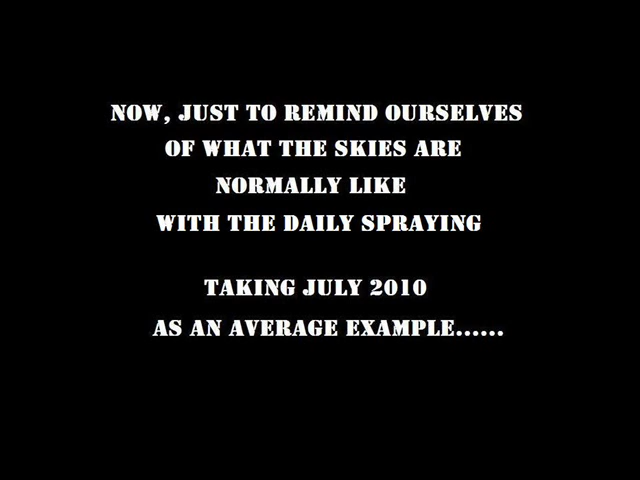 NOW, JUST TO REMIND OURSELVES
OF WHAT THE SKIES ARE
NORMALLY LIKE
WITH THE DAILY SPRAYING
TAKING JULY 2010
AS AN AVERAGE EXAMPLE......